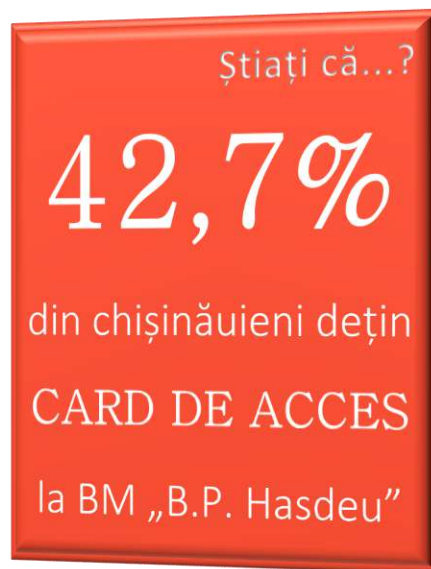 Știați că...?
42,7%
din chișinăuieni dețin
CARD DE ACCES
la BM „B.P. Hasdeu”